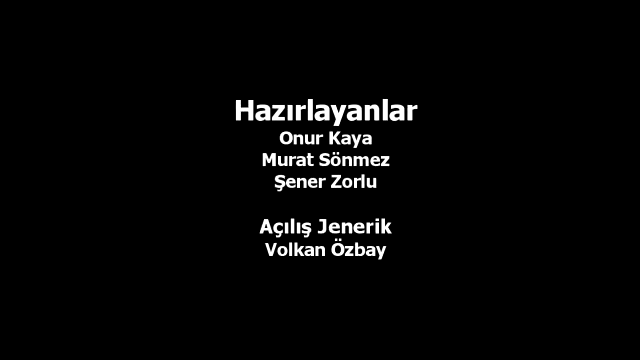 Hazırlayanlar
Onur Kaya
Murat Sönmez
Şener Zorlu
Açılış Jenerik
Volkan Özbay